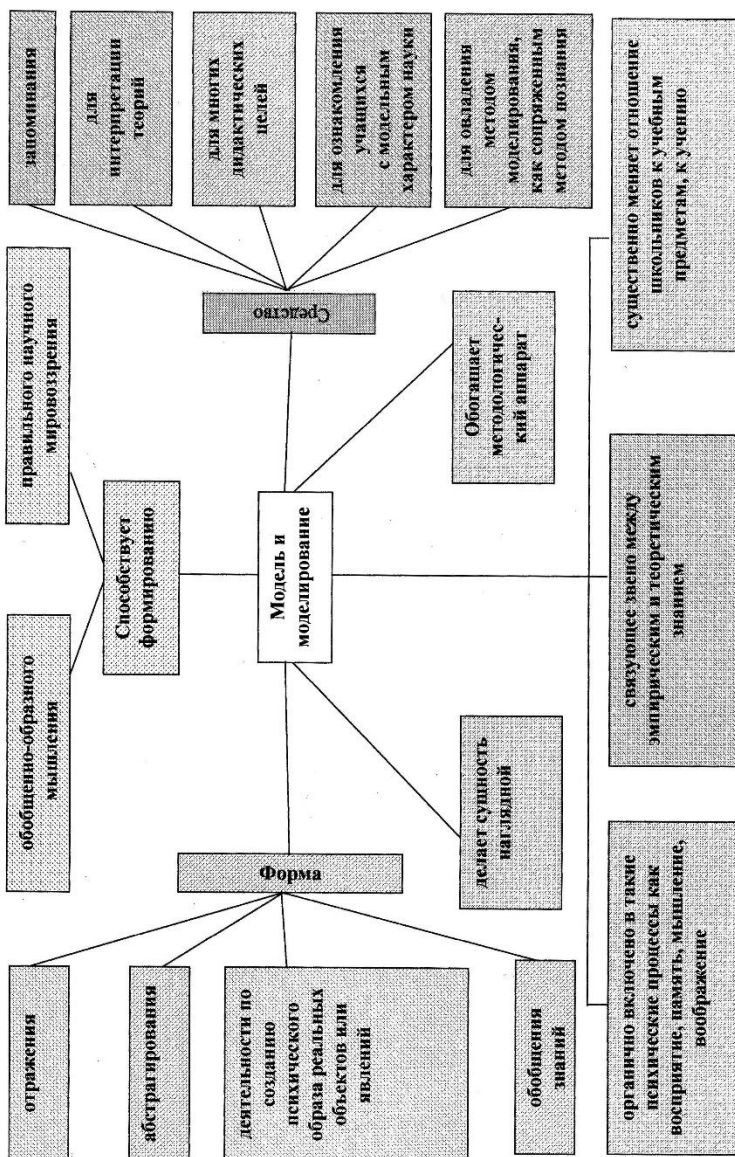 обобщенно-образного
мышления
правильного научного
мировоззрения
Способствует
формированию
отражения
абстрагирования
деятельности по
созданию
психического
образа реальных
объектов или
явлений
обобщения
знаний
Форма
Модель и
моделирование
Средство
запоминания
для
интерпретации
теорий
для многих
дидактических
целей
для ознакомления
учащихся
с модельным
характером науки
для овладения
методом
моделирования,
как сопряженным
методом познания
делает сущность
наглядной
Обогащает
методологичес-
кий аппарат
органично включено в такие
психические процессы как
восприятие, память, мышление,
воображение
связующее звено между
эмпирическим и теоретическим
знанием
существенно меняет отношение
школьников к учебным
предметам, к учению